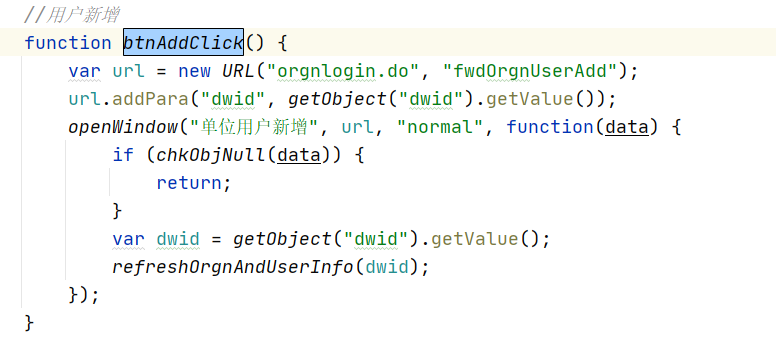 //用户新增
function btnAddClick() {
    var url = new URL("orgnlogin.do", "fwdOrgnUserAdd");
    url.addPara("dwid", getObject("dwid").getValue());
    openWindow("单位用户新增", url, "normal", function(data) {
        if (chkObjNull(data)) {
            return;
        }
        var dwid = getObject("dwid").getValue();
        refreshOrgnAndUserInfo(dwid);
    });
}